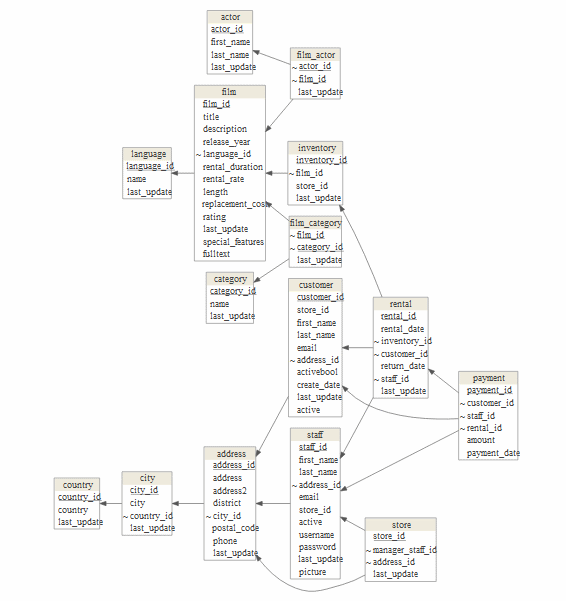 actor
actor_id
first_name
last_name
last_update
film_actor
~ actor_id
~ film_id
last_update
film
film_id
title
description
release_year
~ language_id
rental_duration
rental_rate
length
replacement_cost
rating
last_update
special_features
fulltext
language
language_id
name
last_update
inventory
inventory_id
~ film_id
store_id
last_update
film_category
~ film_id
~ category_id
last_update
category
category_id
name
last_update
customer
customer_id
store_id
first_name
last_name
email
~ address_id
activebool
create_date
last_update
active
rental
rental_id
rental_date
~ inventory_id
~ customer_id
return_date
~ staff_id
last_update
payment
payment_id
~ customer_id
~ staff_id
~ rental_id
amount
payment_date
staff
staff_id
first_name
last_name
~ address_id
email
store_id
active
username
password
last_update
picture
address
address_id
address
address2
district
~ city_id
postal_code
phone
last_update
city
city_id
city
~ country_id
last_update
country
country_id
country
last_update
store
store_id
~ manager_staff_id
~ address_id
last_update